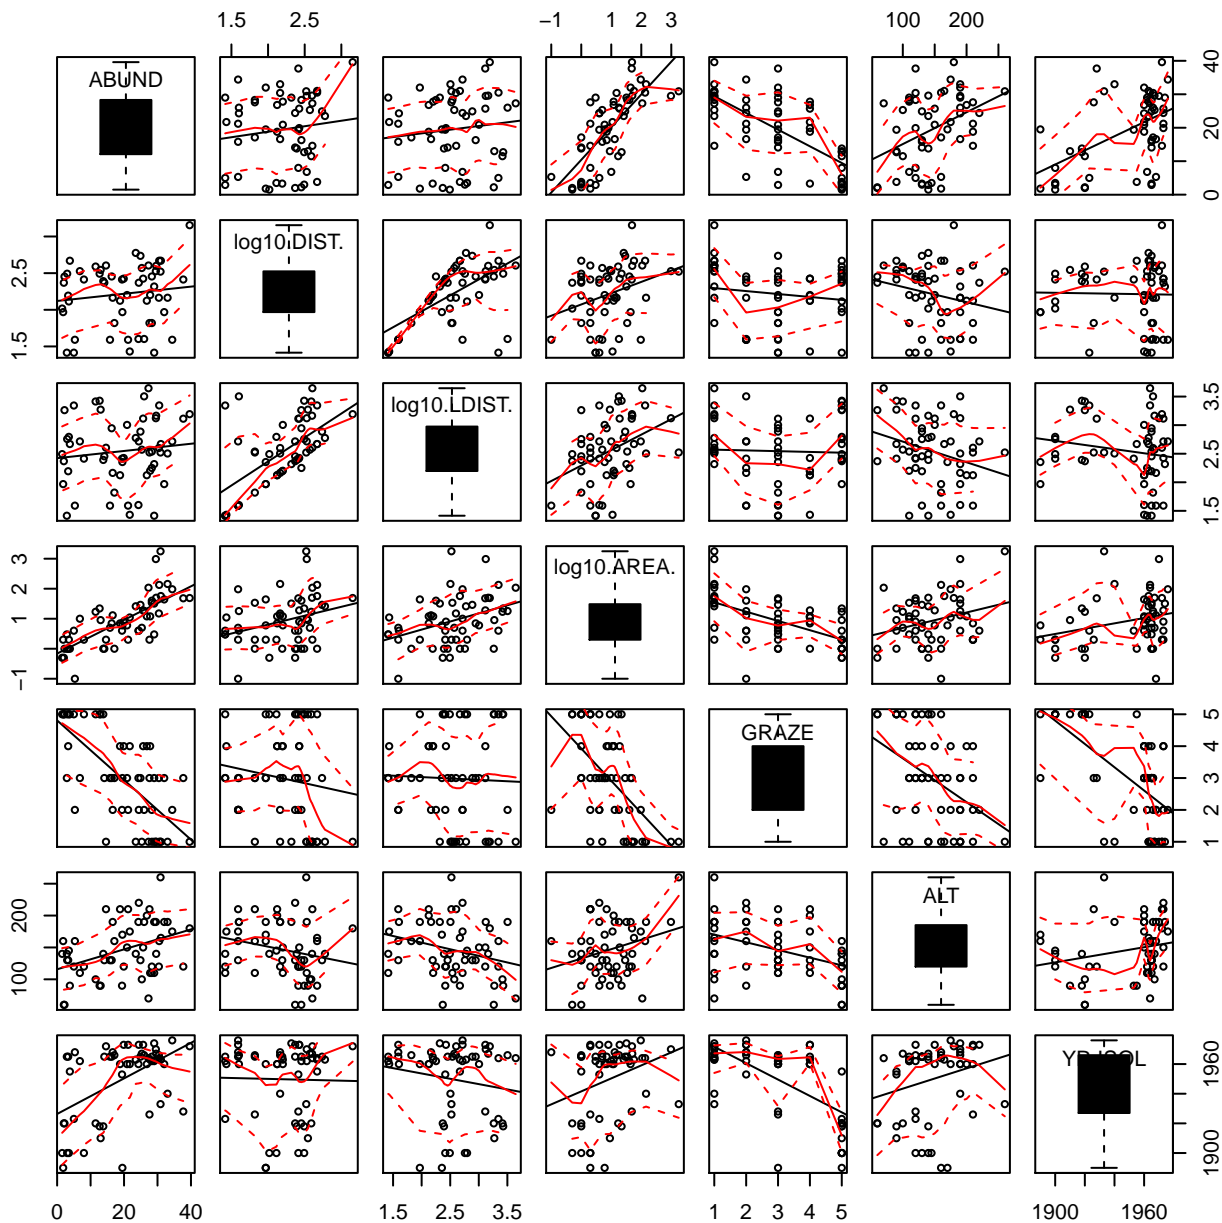 1.5 2.5 −1 1 2 3 100 200
ABUND
0 20 40
log10.DIST.
1.5 2.5
log10.LDIST.
1.5 2.5 3.5
log10.AREA.
−1 1 2 3
GRAZE
1 2 3 4 5
ALT
100 200
1900 1960
0 20 40 1.5 2.5 3.5 1 2 3 4 5 1900 1960